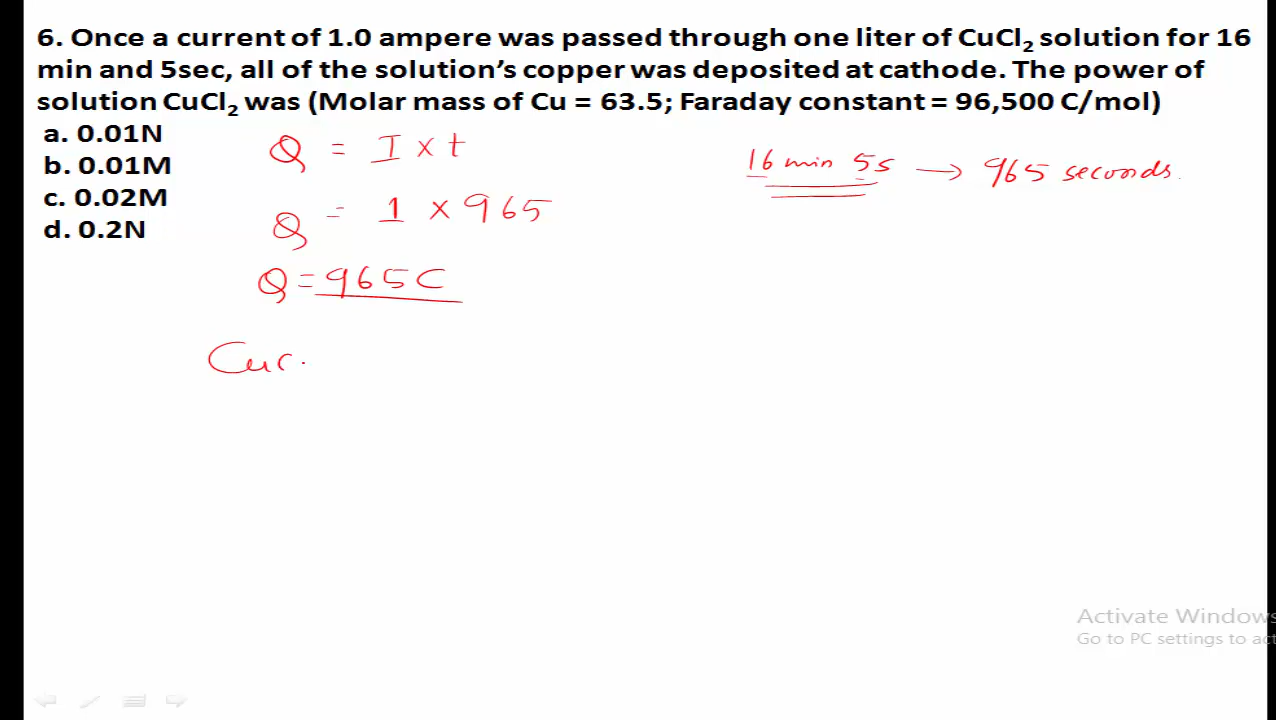 6. Once a current of 1.0 ampere was passed through one liter of CuCl₂ solution for 16
min and 5sec, all of the solution’s copper was deposited at cathode. The power of
solution CuCl₂ was (Molar mass of Cu = 63.5; Faraday constant = 96,500 C/mol)
a. 0.01N
b. 0.01M
c. 0.02M
d. 0.2N
Q = I x t
16 min 5s → 965 seconds.
Q = 1 x 965
Q = 965 C
Cuc.
Activate Windows
Go to PC settings to act